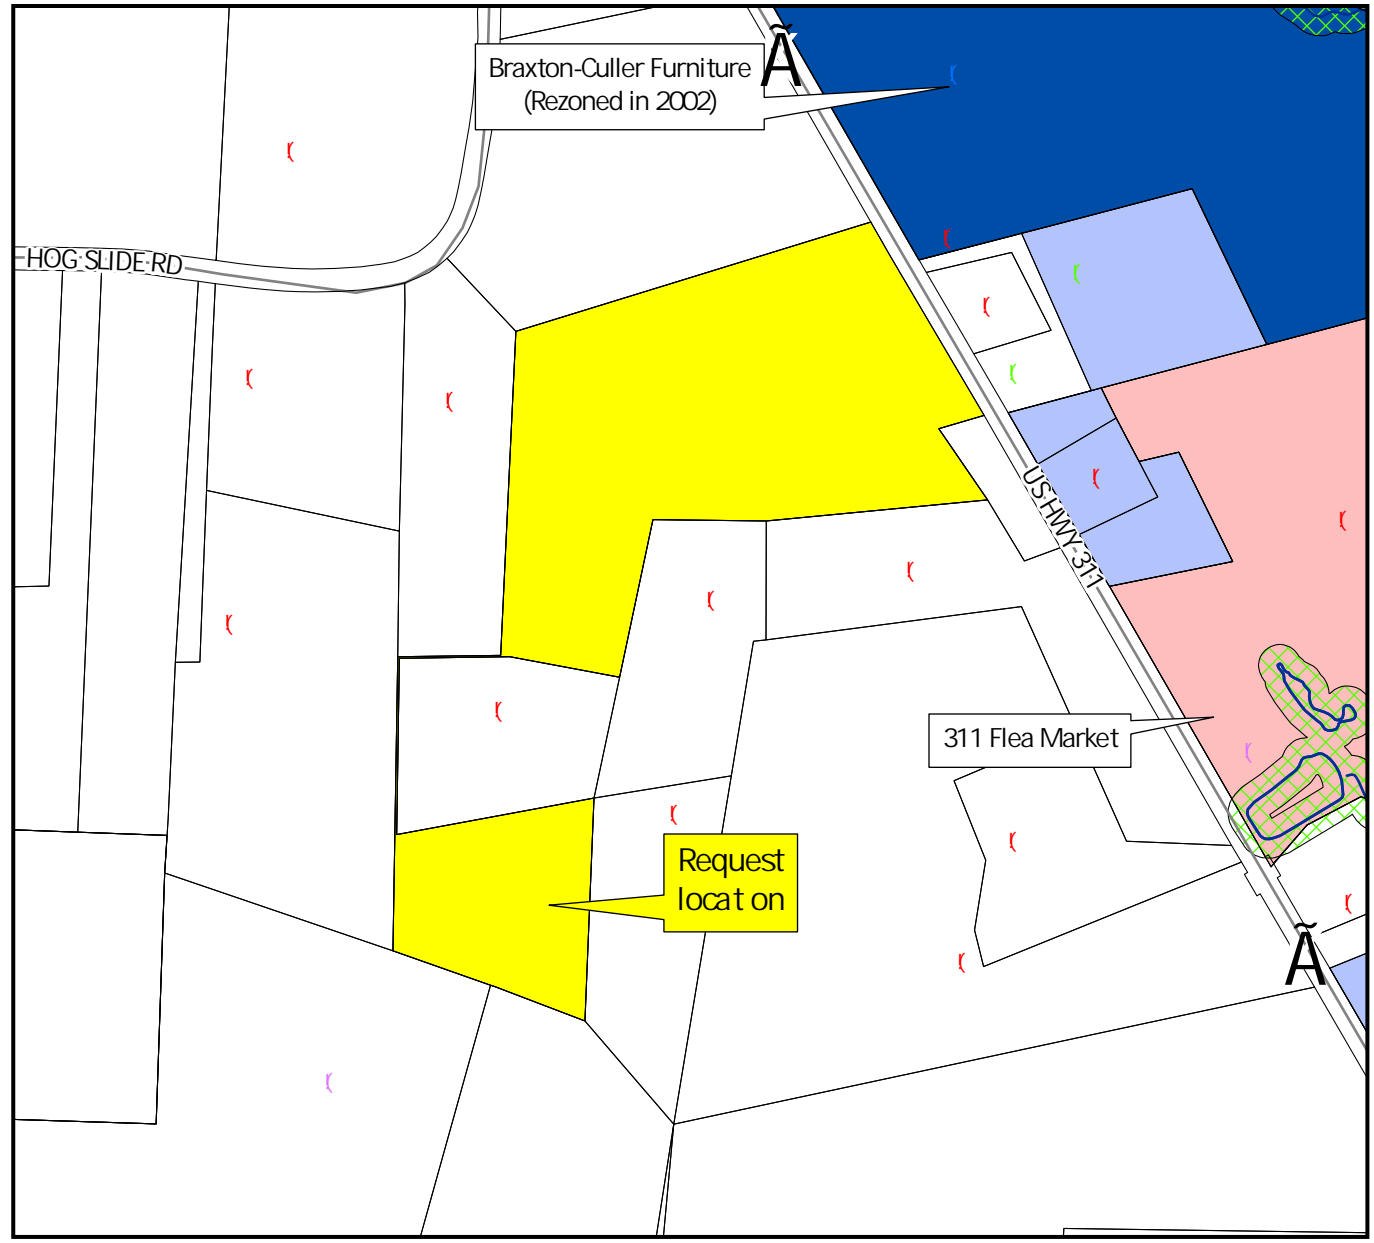 Ã
Braxton-Culler Furniture
(Rezoned in 2002)
HOG SLIDE RD
US HWY 311
311 Flea Market
Request
locat on
Ã